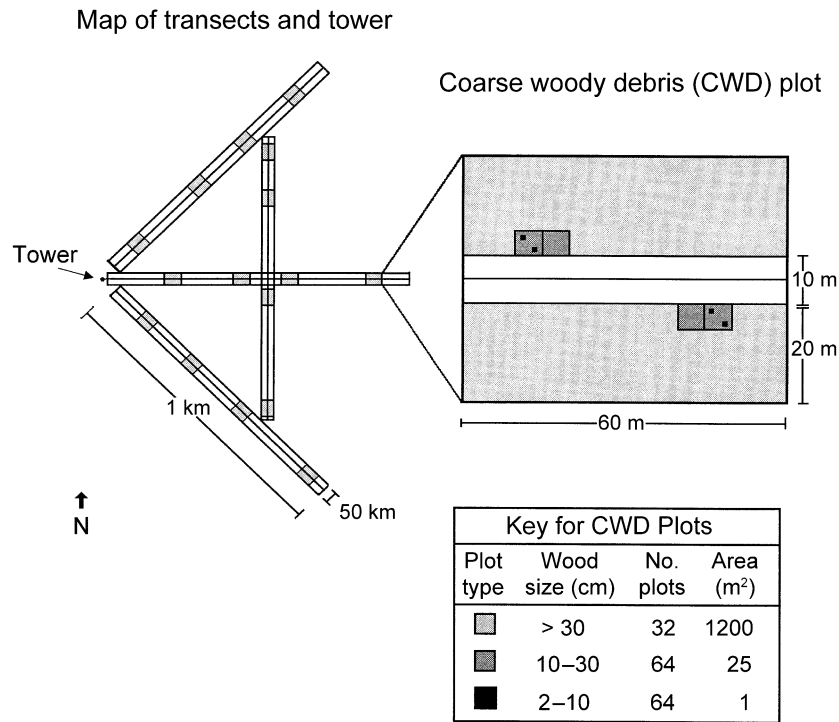 Map of transects and tower
Coarse woody debris (CWD) plot
Tower
10 m
20 m
1 km
60 m
50 km
N
Key for CWD Plots
Plot type
Wood size (cm)
No. plots
Area (m²)
> 30 32 1200
10–30 64 25
2–10 64 1